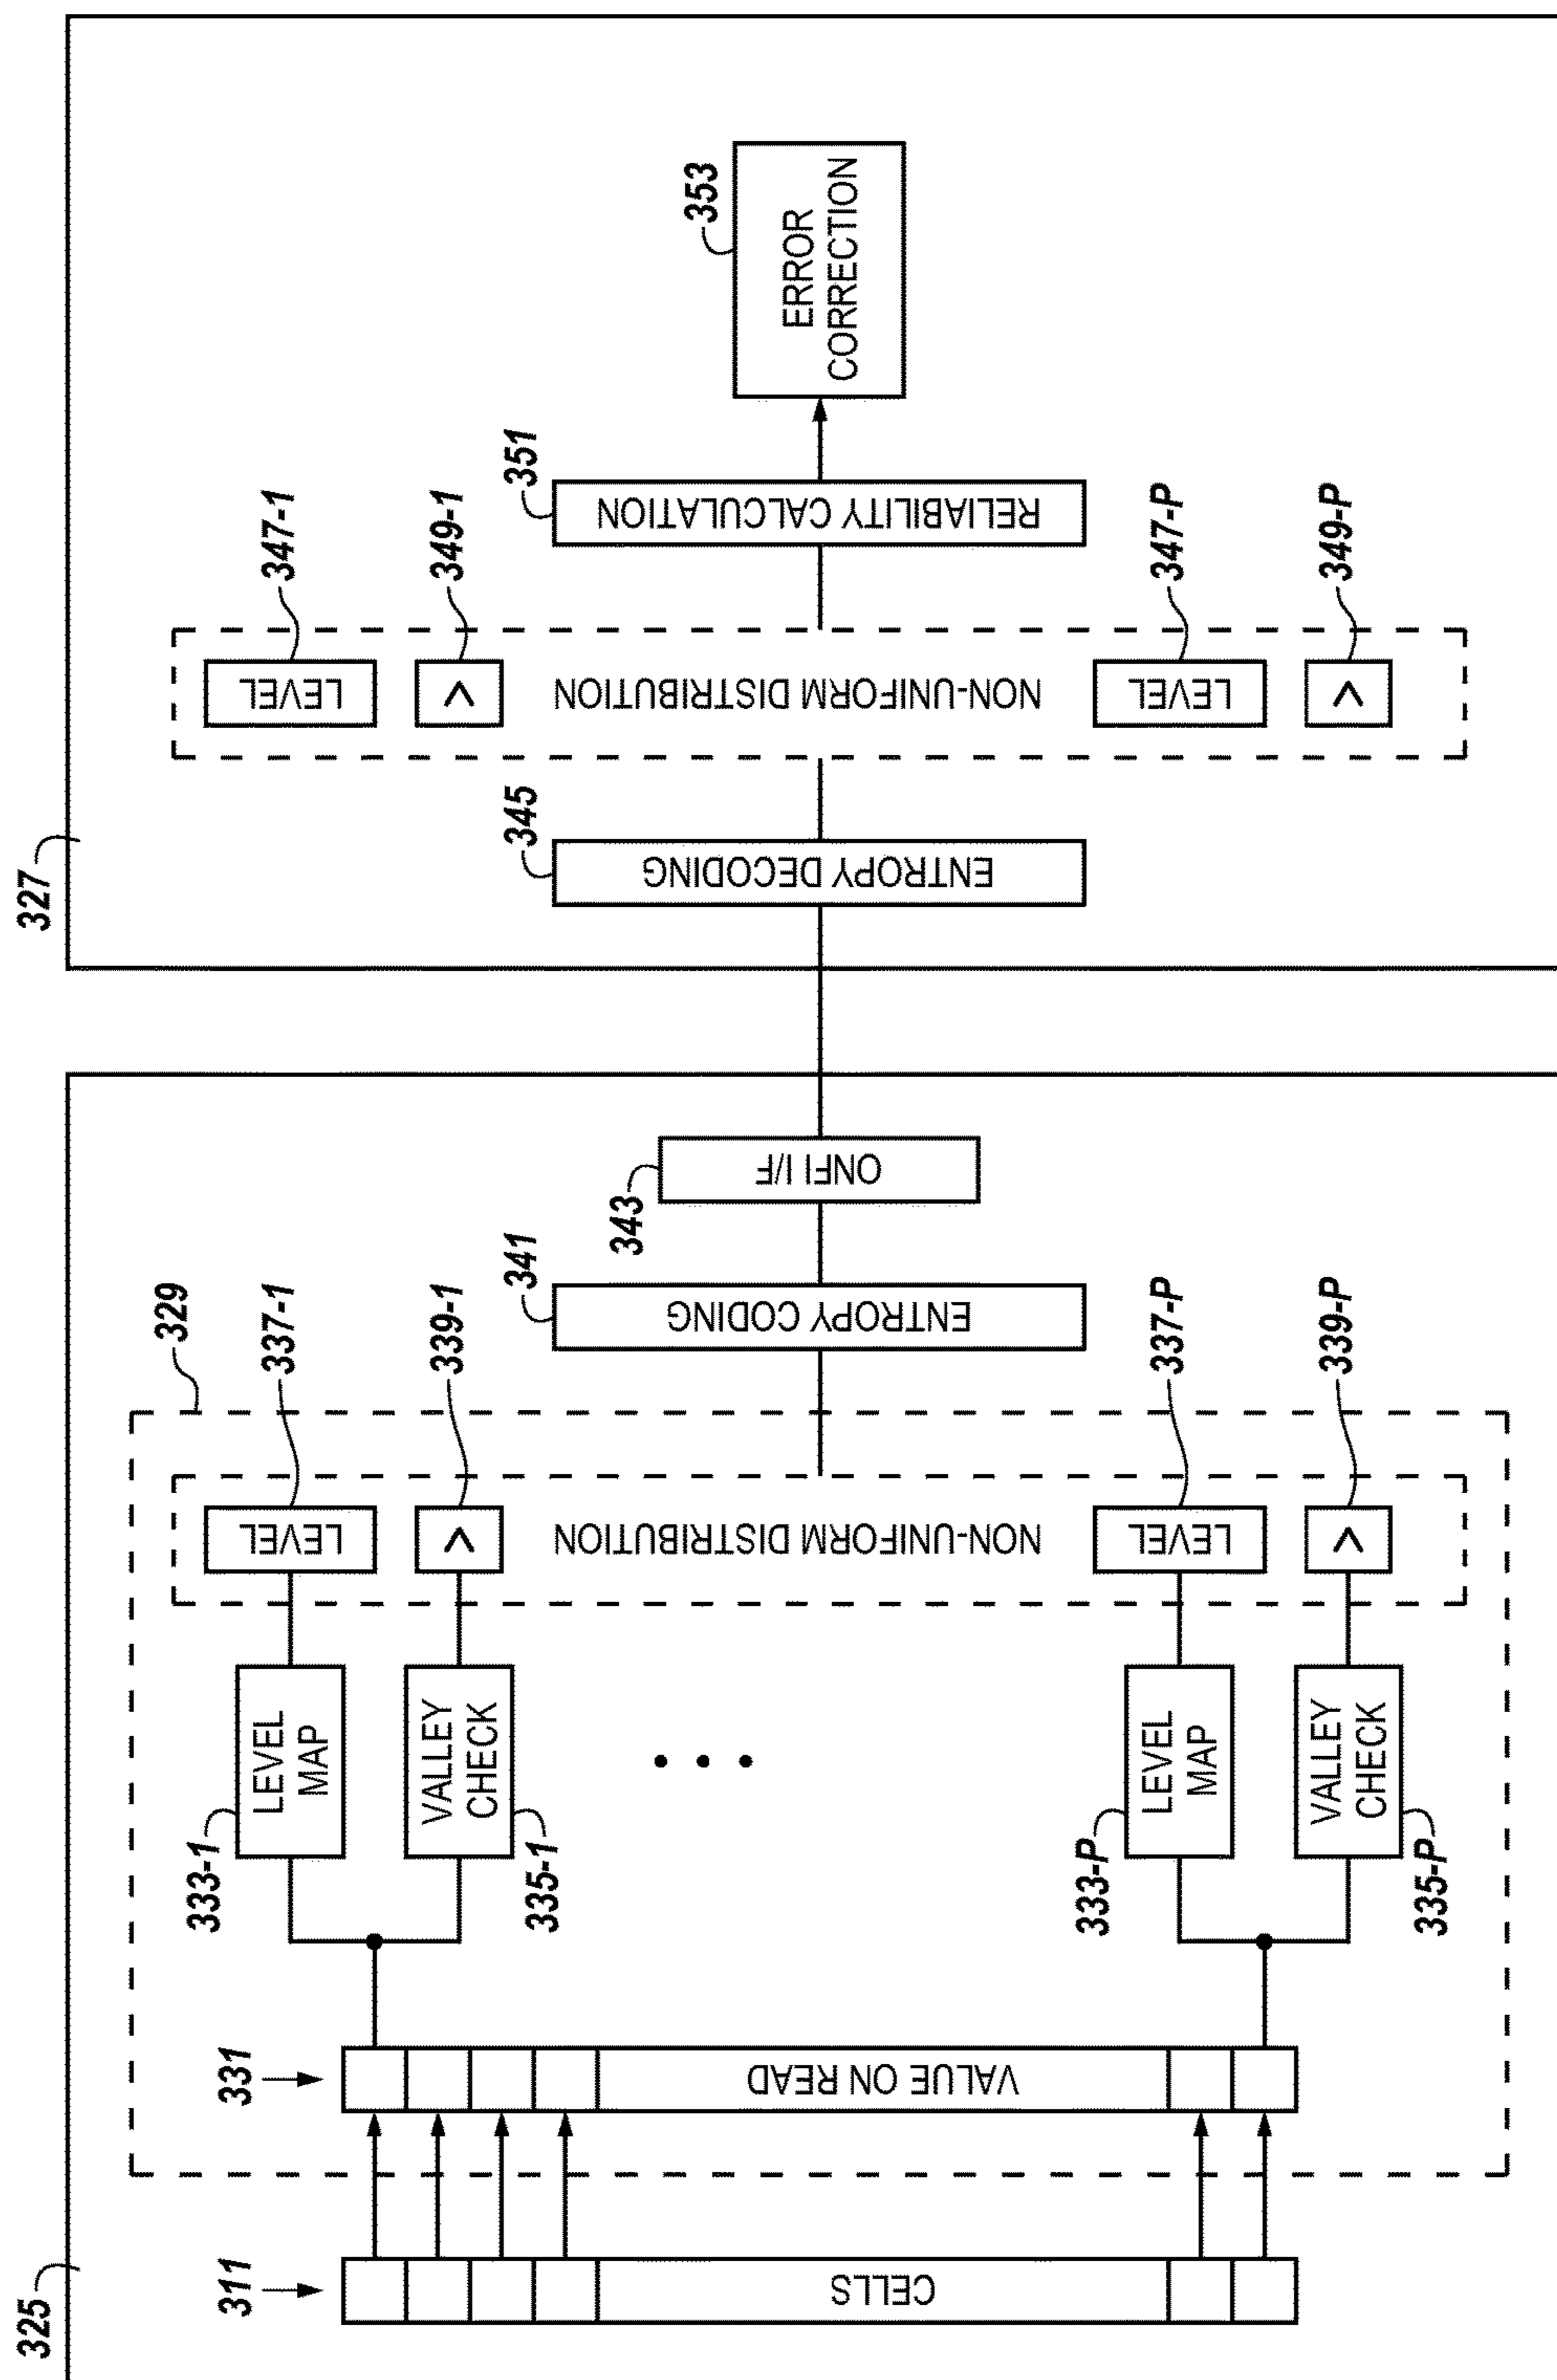 325
327
311
CELLS
331
VALUE ON READ
329
333-1
LEVEL
MAP
335-1
VALLEY
CHECK
333-P
LEVEL
MAP
335-P
VALLEY
CHECK
337-1
LEVEL
339-1
<
NON-UNIFORM DISTRIBUTION
337-P
LEVEL
339-P
<
341
ENTROPY CODING
343
ONFI I/F
345
ENTROPY DECODING
347-1
LEVEL
349-1
<
NON-UNIFORM DISTRIBUTION
347-P
LEVEL
349-P
<
351
RELIABILITY CALCULATION
353
ERROR
CORRECTION